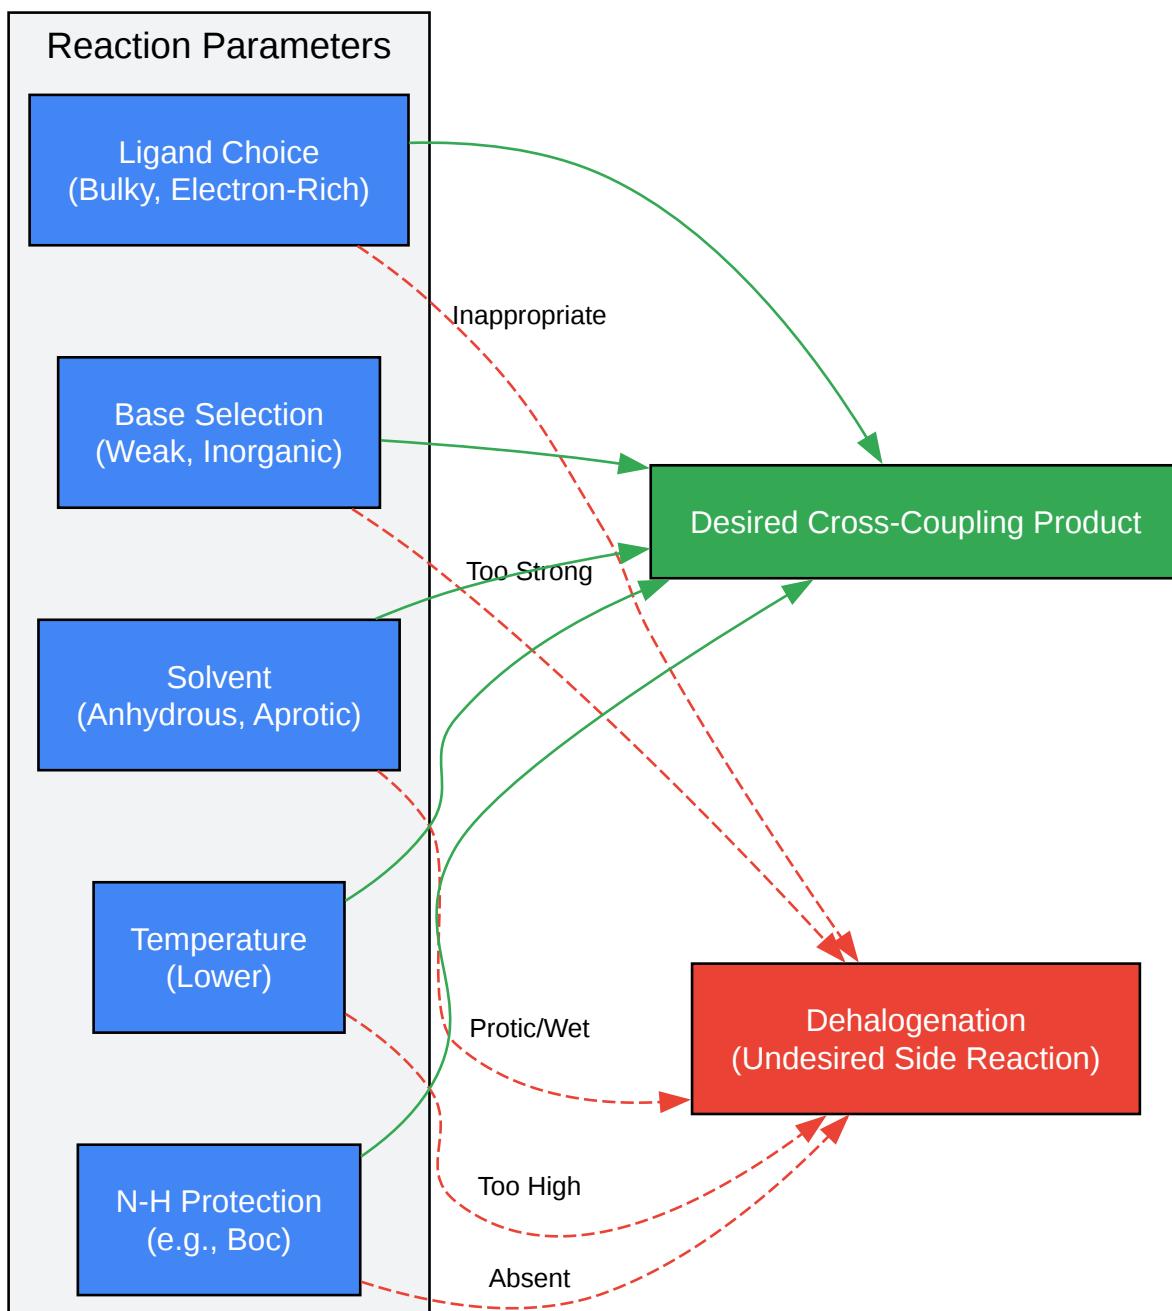 Reaction Parameters
Ligand Choice
(Bulky, Electron-Rich)
Inappropriate
Base Selection
(Weak, Inorganic)
Desired Cross-Coupling Product
Too Strong
Solvent
(Anhydrous, Aprotic)
Temperature
(Lower)
Protic/Wet
Dehalogenation
(Undesired Side Reaction)
N-H Protection
(e.g., Boc)
Too High
Absent